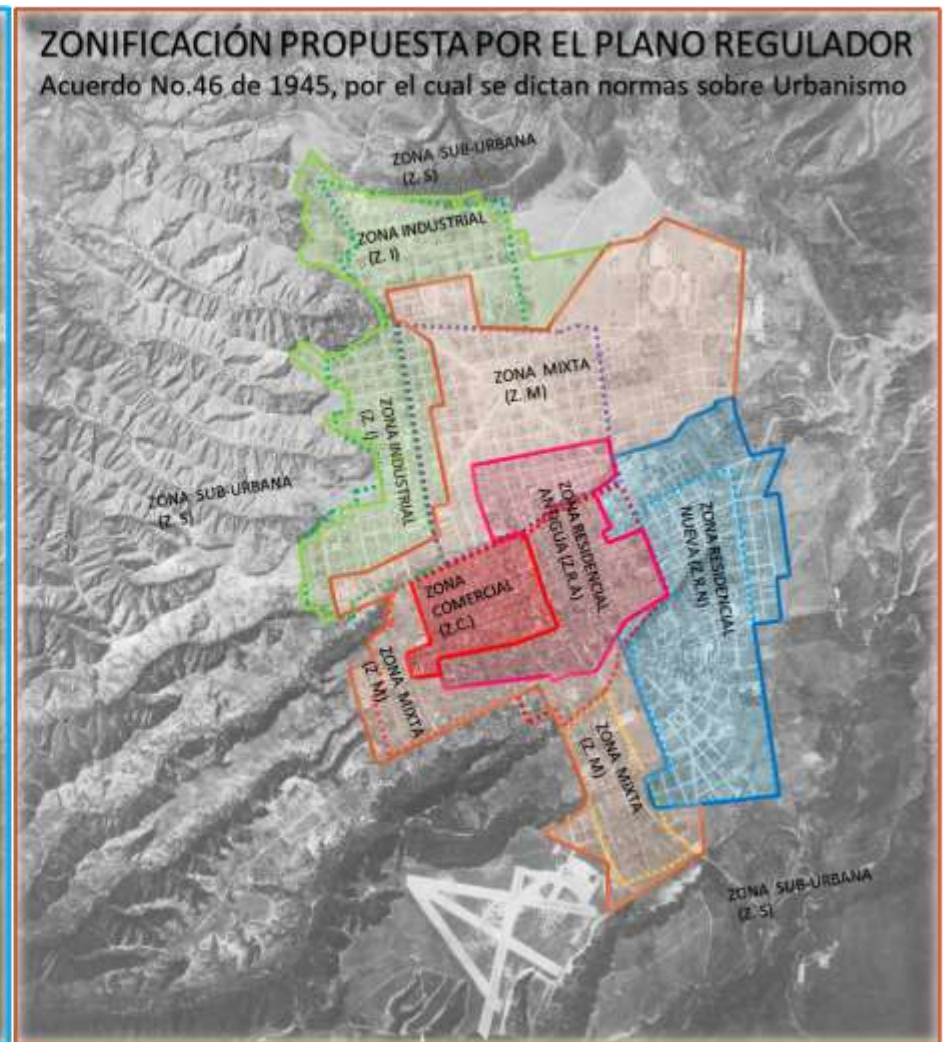 ZONIFICACIÓN PROPUESTA POR EL PLANO REGULADOR
Acuerdo No.46 de 1945, por el cual se dictan normas sobre Urbanismo
ZONA SUB-URBANA
(Z. S)
ZONA INDUSTRIAL
(Z. I)
ZONA MIXTA
(Z. M)
ZONA INDUSTRIAL
(Z. I)
ZONA SUB-URBANA
(Z. S)
ZONA RESIDENCIAL
ANTIGUA (Z.R.A)
ZONA RESIDENCIAL
NUEVA (Z.R.N)
ZONA
COMERCIAL
(Z.C.)
ZONA MIXTA
(Z. M)
ZONA MIXTA
(Z. M)
ZONA SUB-URBANA
(Z. S)